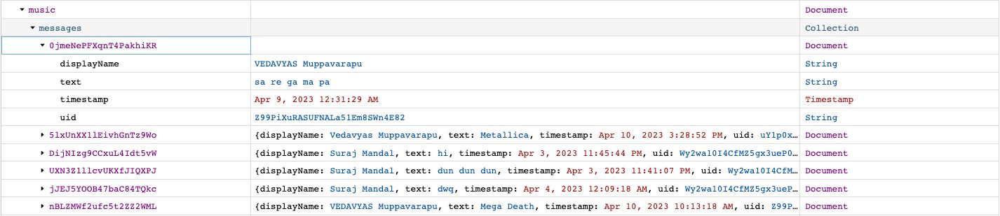 music Document
messages Collection
0jmeNePFXqnT4PakhiKR Document
displayName VEDAVYAS Muppavarapu String
text sa re ga ma pa String
timestamp Apr 9, 2023 12:31:29 AM Timestamp
uid Z99PiXuRASUFNALa51Em8SWn4E82 String
5lxUnXX1lEivhGnTz9Wo {displayName: Vedavyas Muppavarapu, text: Metallica, timestamp: Apr 10, 2023 3:28:52 PM, uid: uY1p0x… Document
DijNIzg9CCxuL4Idt5vW {displayName: Suraj Mandal, text: hi, timestamp: Apr 3, 2023 11:45:44 PM, uid: Wy2wa10I4CfMZ5gx3ueP0… Document
UXN3Z1llcvUKXfJIQXPJ {displayName: Suraj Mandal, text: dun dun dun, timestamp: Apr 3, 2023 11:41:07 PM, uid: Wy2wa10I4CfM… Document
jJEJ5YOOB47baC84TQkc {displayName: Suraj Mandal, text: dwq, timestamp: Apr 4, 2023 12:09:18 AM, uid: Wy2wa10I4CfMZ5gx3ueP… Document
nBLZMWf2ufc5t2ZZ2WML {displayName: VEDAVYAS Muppavarapu, text: Mega Death, timestamp: Apr 10, 2023 10:13:18 AM, uid: Z99P… Document